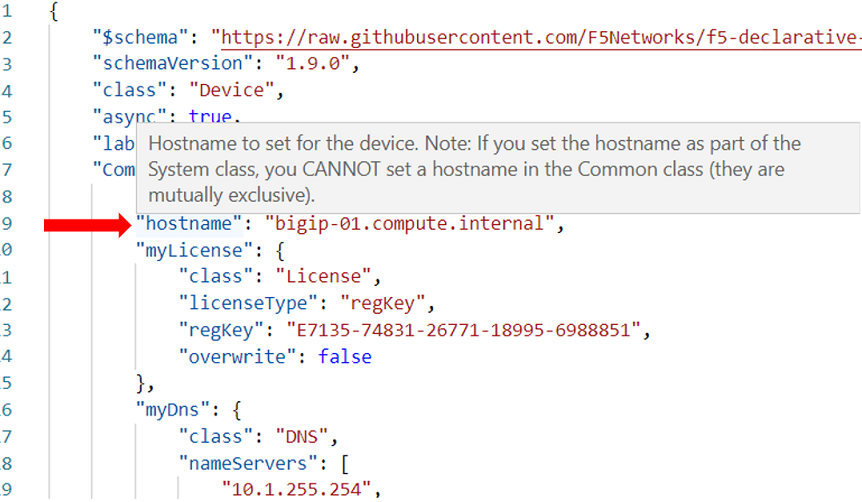 1 {
2 "$schema": "https://raw.githubusercontent.com/F5Networks/f5-declarative-
3 "schemaVersion": "1.9.0",
4 "class": "Device",
5 "async": true,
6 "lab
7 "Com
Hostname to set for the device. Note: If you set the hostname as part of the
System class, you CANNOT set a hostname in the Common class (they are
mutually exclusive).
8
9 "hostname": "bigip-01.compute.internal",
0 "myLicense": {
1 "class": "License",
2 "licenseType": "regKey",
3 "regKey": "E7135-74831-26771-18995-6988851",
4 "overwrite": false
5 },
6 "myDns": {
7 "class": "DNS",
8 "nameServers": [
9 "10.1.255.254",